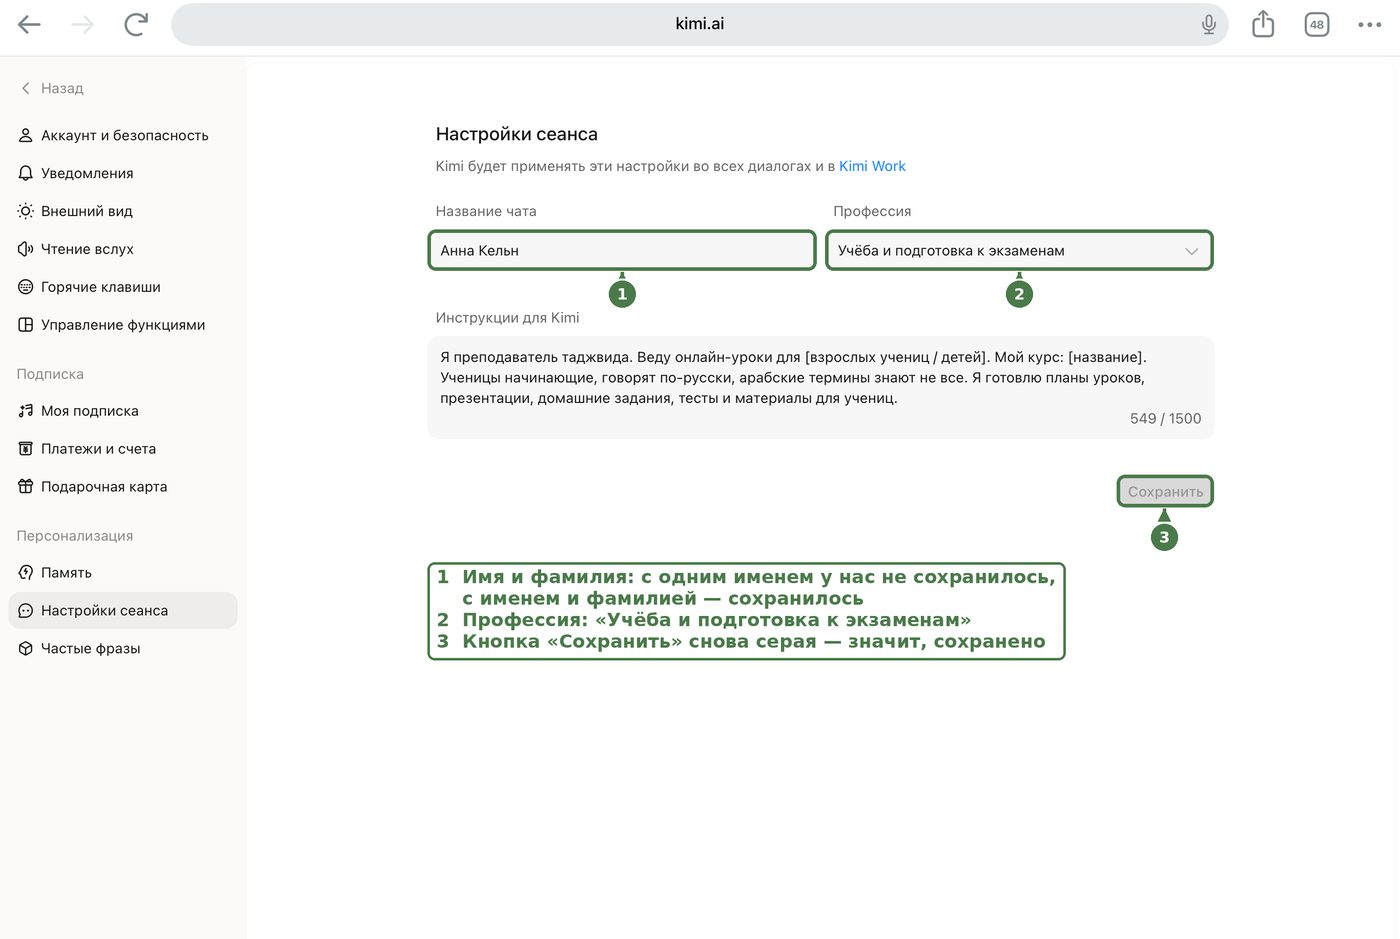 kimi.ai
48
Назад
Аккаунт и безопасность
Уведомления
Внешний вид
Чтение вслух
Горячие клавиши
Управление функциями
Подписка
Моя подписка
Платежи и счета
Подарочная карта
Персонализация
Память
Настройки сеанса
Частые фразы
Настройки сеанса
Kimi будет применять эти настройки во всех диалогах и в Kimi Work
Название чата
Профессия
Анна Кельн
Учёба и подготовка к экзаменам
1
2
Инструкции для Kimi
Я преподаватель таджвида. Веду онлайн-уроки для [взрослых учениц / детей]. Мой курс: [название].
Ученицы начинающие, говорят по-русски, арабские термины знают не все. Я готовлю планы уроков,
презентации, домашние задания, тесты и материалы для учениц.
549 / 1500
Сохранить
3
1 Имя и фамилия: с одним именем у нас не сохранилось,
с именем и фамилией — сохранилось
2 Профессия: «Учёба и подготовка к экзаменам»
3 Кнопка «Сохранить» снова серая — значит, сохранено